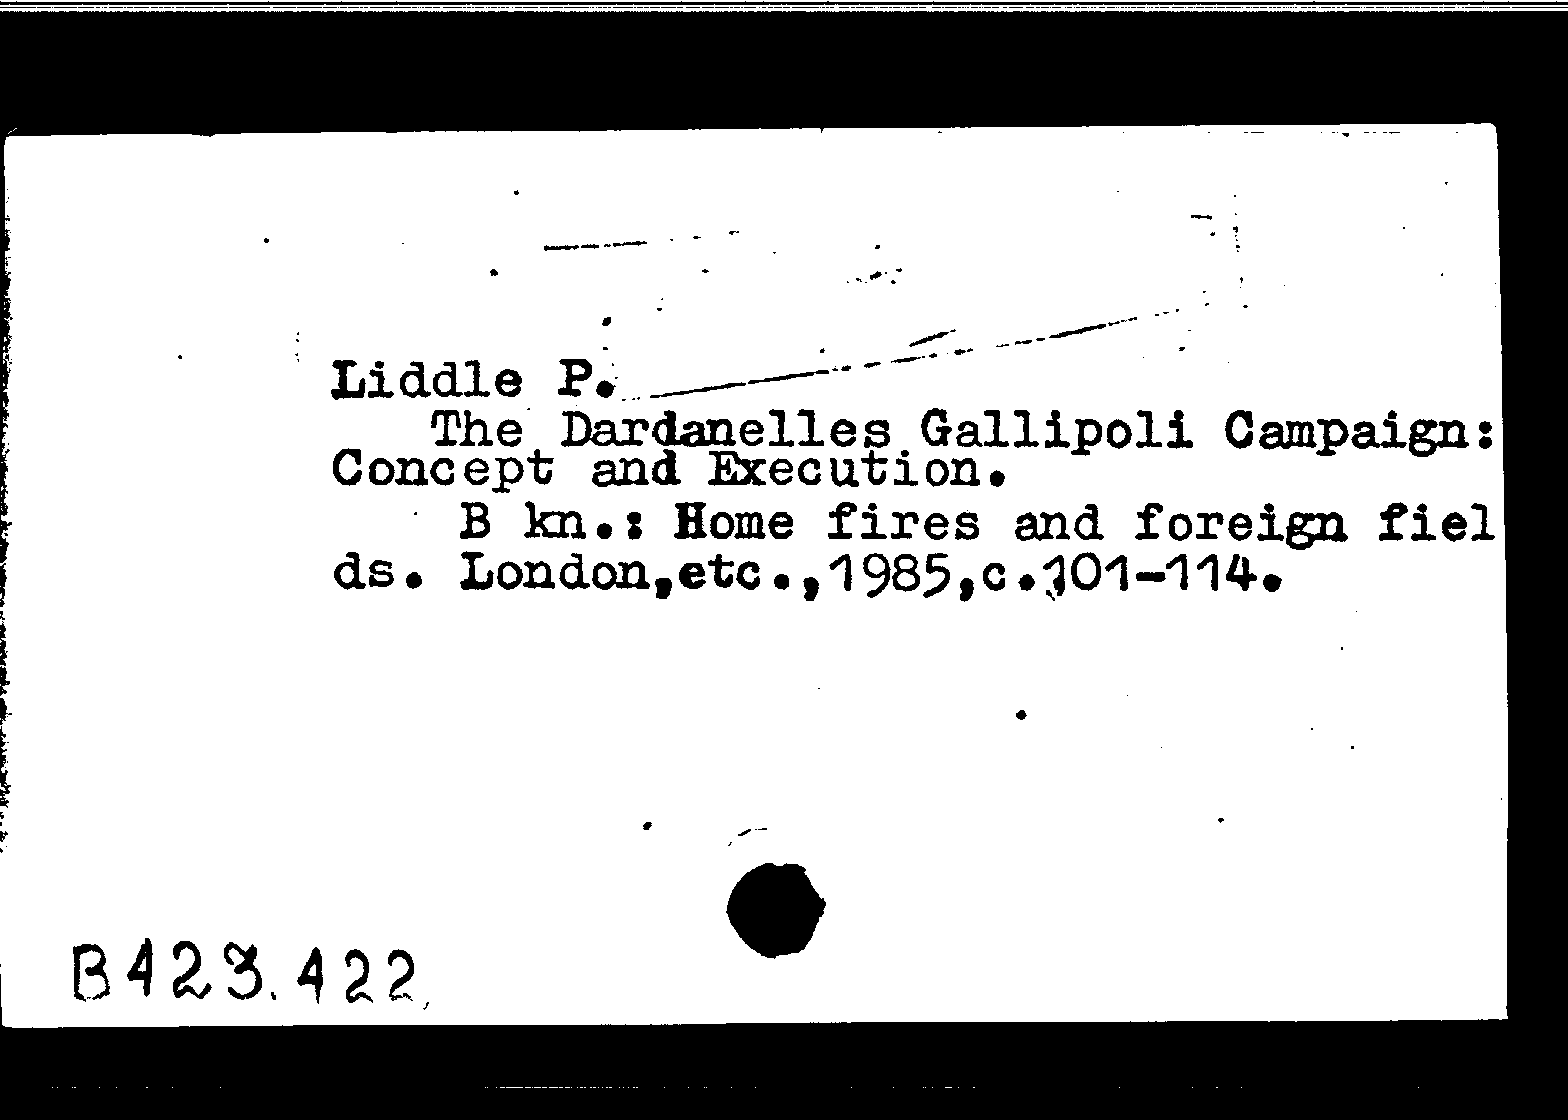 Liddle P.
The Dardanelles Gallipoli Campaign:
Concept and Execution.
B kn.: Home fires and foreign fiel
ds. London,etc.,1985,c.101-114.
B423.422